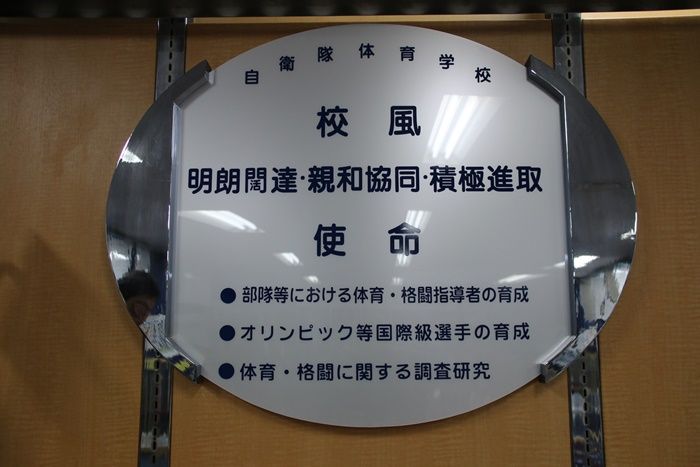 自衛隊体育学校
校風
明朗闊達・親和協同・積極進取
使命
●部隊等における体育・格闘指導者の育成
●オリンピック等国際級選手の育成
●体育・格闘に関する調査研究